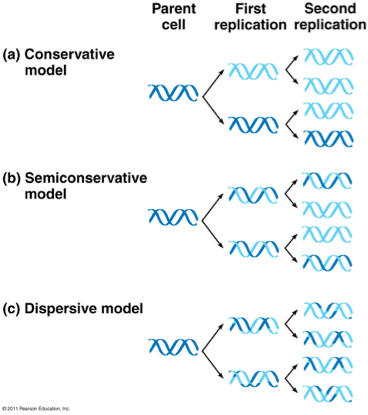 Parent cell
First replication
Second replication
(a) Conservative
model
(b) Semiconservative
model
(c) Dispersive model
© 2011 Pearson Education, Inc.